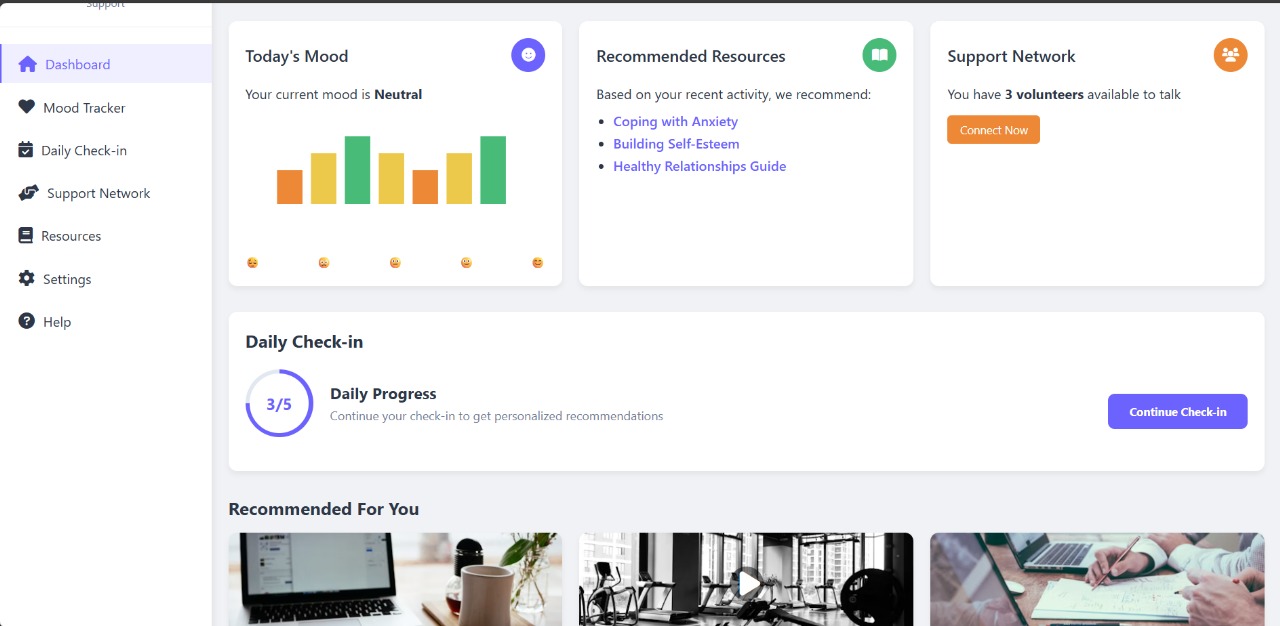 Support
Dashboard
Mood Tracker
Daily Check-in
Support Network
Resources
Settings
Help
Today's Mood
Your current mood is Neutral
Recommended Resources
Based on your recent activity, we recommend:
Coping with Anxiety
Building Self-Esteem
Healthy Relationships Guide
Support Network
You have 3 volunteers available to talk
Connect Now
Daily Check-in
3/5
Daily Progress
Continue your check-in to get personalized recommendations
Continue Check-in
Recommended For You